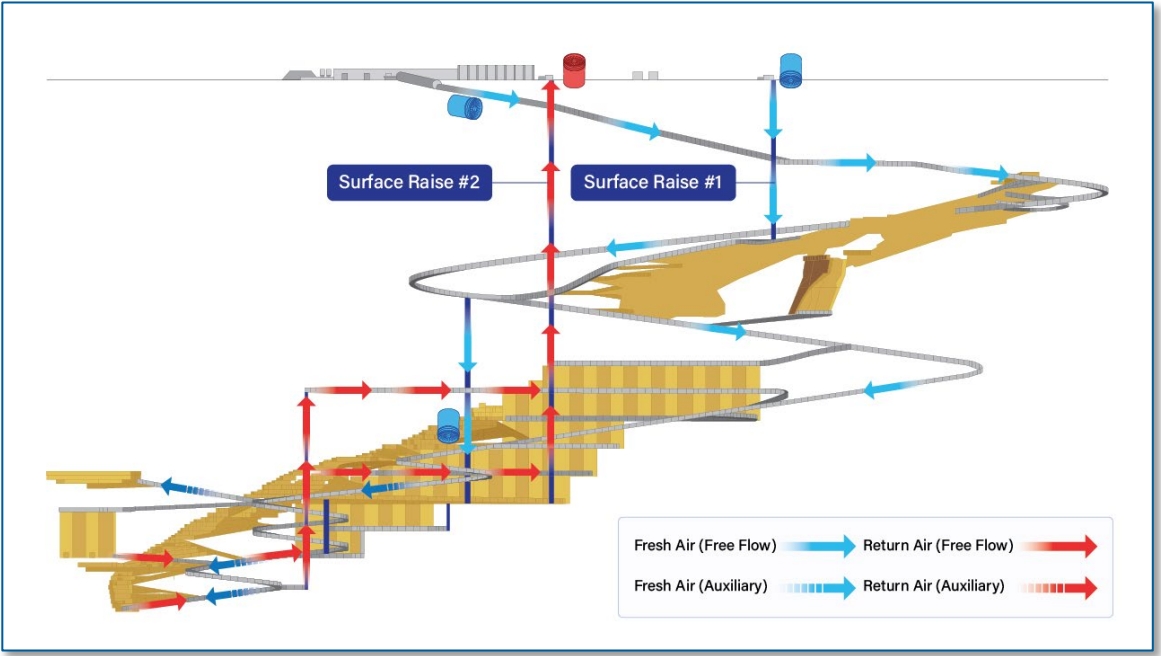 Surface Raise #2
Surface Raise #1
Fresh Air (Free Flow)
Return Air (Free Flow)
Fresh Air (Auxiliary)
Return Air (Auxiliary)